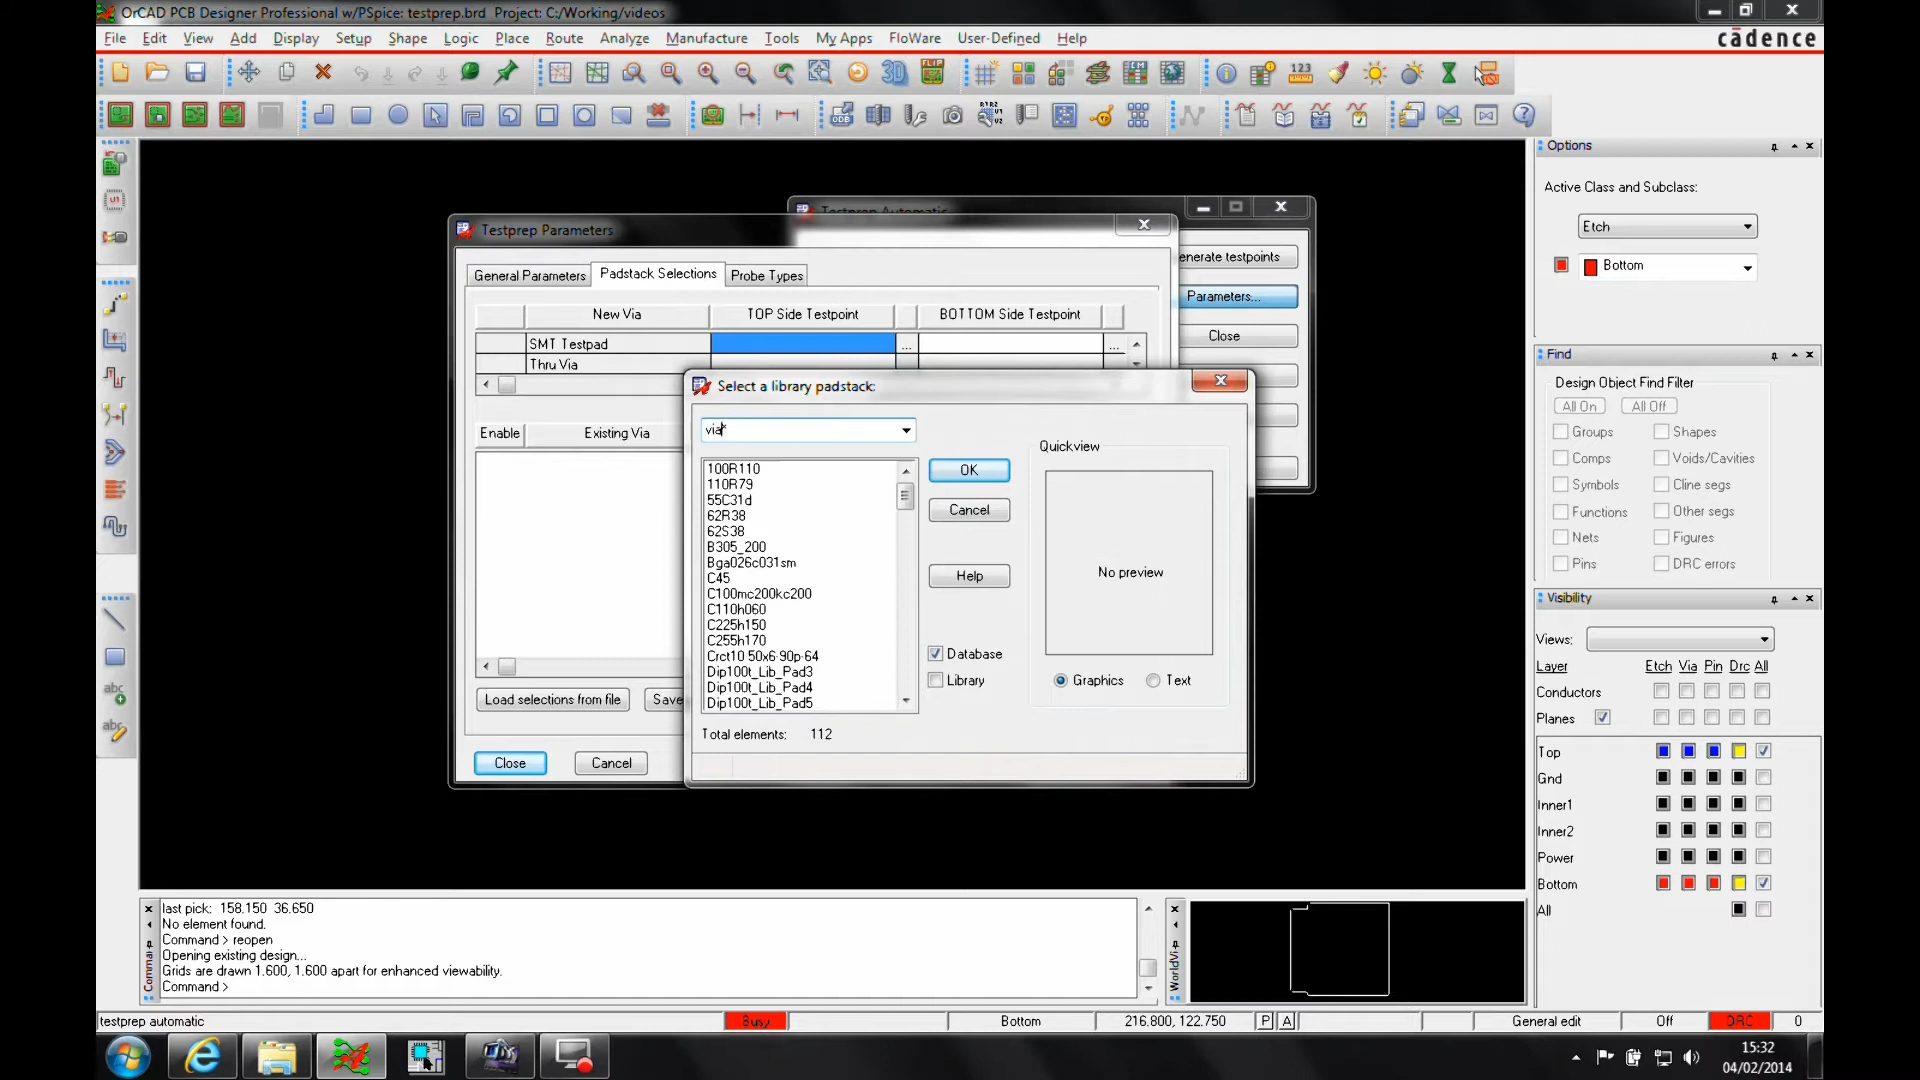 OrCAD PCB Designer Professional w/PSpice: testprep.brd  Project: C:/Working/videos
File Edit View Add Display Setup Shape Logic Place Route Analyze Manufacture Tools My Apps FloWare User-Defined Help
cādence
Options
Active Class and Subclass:
Etch
Bottom
Testprep Automatic
Testprep Parameters
General Parameters
Padstack Selections
Probe Types
enerate testpoints
Parameters...
Close
New Via
TOP Side Testpoint
BOTTOM Side Testpoint
SMT Testpad
...
...
Thru Via
Enable
Existing Via
Load selections from file
Save
Close
Cancel
Select a library padstack:
via*
100R110
110R79
55C31d
62R38
62S38
B305_200
Bga026c031sm
C45
C100mc200kc200
C110h060
C225h150
C255h170
Crct10 50x6-90p-64
Dip100t_Lib_Pad3
Dip100t_Lib_Pad4
Dip100t_Lib_Pad5
Total elements: 112
OK
Cancel
Help
Database
Library
Quickview
No preview
Graphics
Text
Find
Design Object Find Filter
All On
All Off
Groups
Shapes
Comps
Voids/Cavities
Symbols
Cline segs
Functions
Other segs
Nets
Figures
Pins
DRC errors
Visibility
Views:
Layer Etch Via Pin Drc All
Conductors
Planes
Top
Gnd
Inner1
Inner2
Power
Bottom
All
last pick:  158.150  36.650
No element found.
Command > reopen
Opening existing design...
Grids are drawn 1.600, 1.600 apart for enhanced viewability.
Command >
testprep automatic
Busy
Bottom
216.800, 122.750
P
A
General edit
Off
DRC
0
15:32
04/02/2014